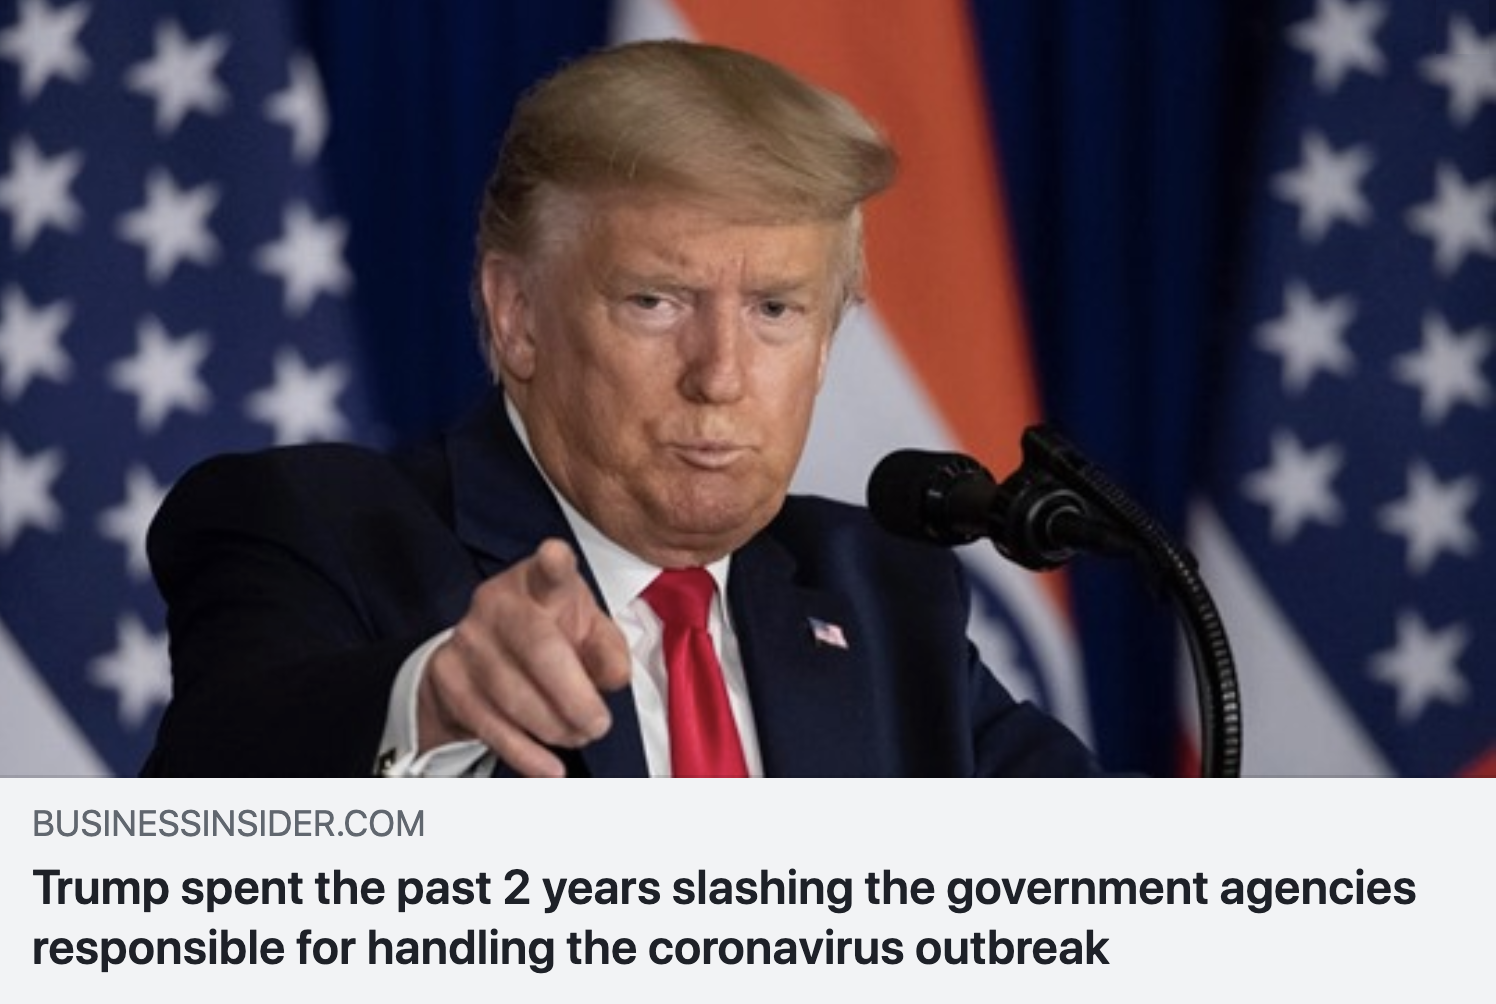 BUSINESSINSIDER.COM
Trump spent the past 2 years slashing the government agencies
responsible for handling the coronavirus outbreak